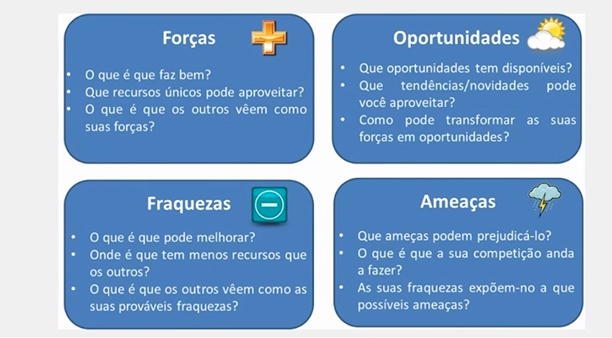 Forças
• O que é que faz bem?
• Que recursos únicos pode aproveitar?
• O que é que os outros vêem como
suas forças?
Oportunidades
• Que oportunidades tem disponíveis?
• Que tendências/novidades pode
você aproveitar?
• Como pode transformar as suas
forças em oportunidades?
Fraquezas
• O que é que pode melhorar?
• Onde é que tem menos recursos que
os outros?
• O que é que os outros vêem como as
suas prováveis fraquezas?
Ameaças
• Que ameças podem prejudicá-lo?
• O que é que a sua competição anda
a fazer?
• As suas fraquezas expõem-no a que
possíveis ameaças?